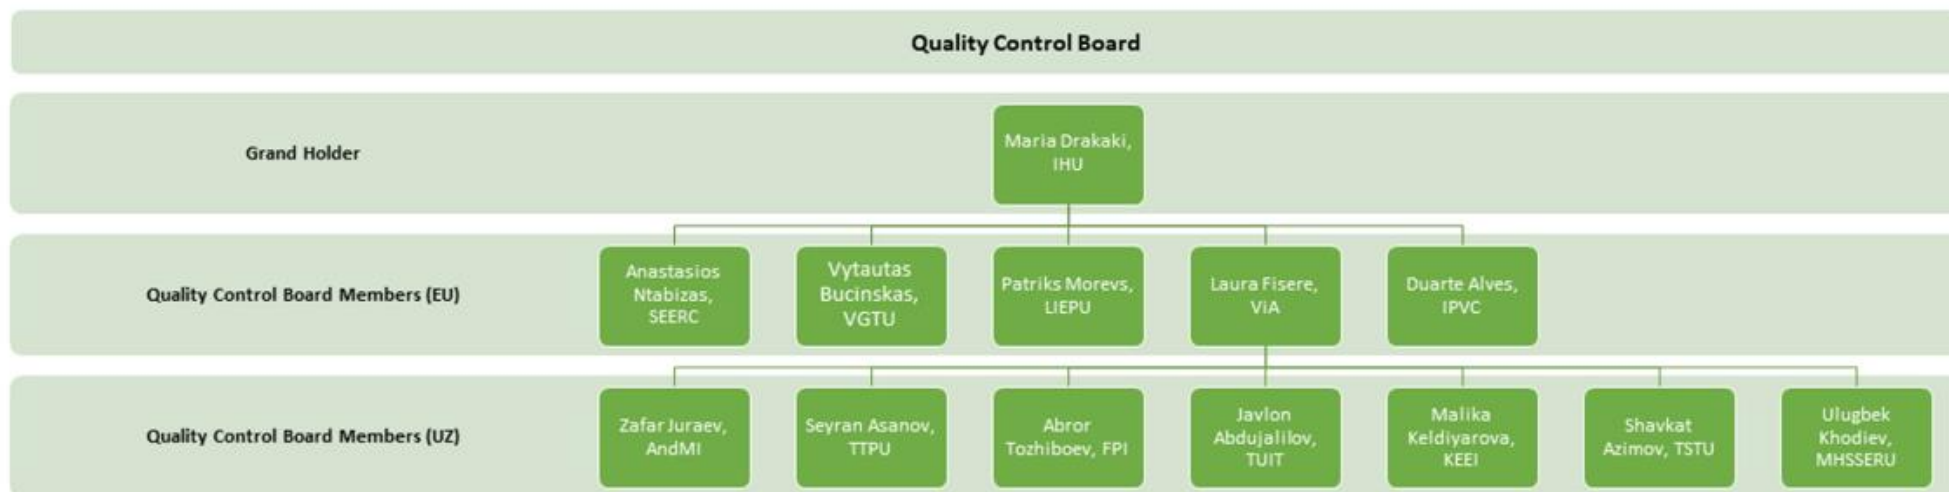 Quality Control Board
Grand Holder
Maria Drakaki,
IHU
Quality Control Board Members (EU)
Anastasios
Ntabizas,
SEERC
Vytautas
Bucinskas,
VGTU
Patriks Morevs,
LIEPU
Laura Fisere,
ViA
Duarte Alves,
IPVC
Quality Control Board Members (UZ)
Zafar Juraev,
AndMI
Seyran Asanov,
TTPU
Abror
Tozhiboev, FPI
Javlon
Abdujalilov,
TUIT
Malika
Keldiyarova,
KEEI
Shavkat
Azimov, TSTU
Ulugbek
Khodiev,
MHSSERU